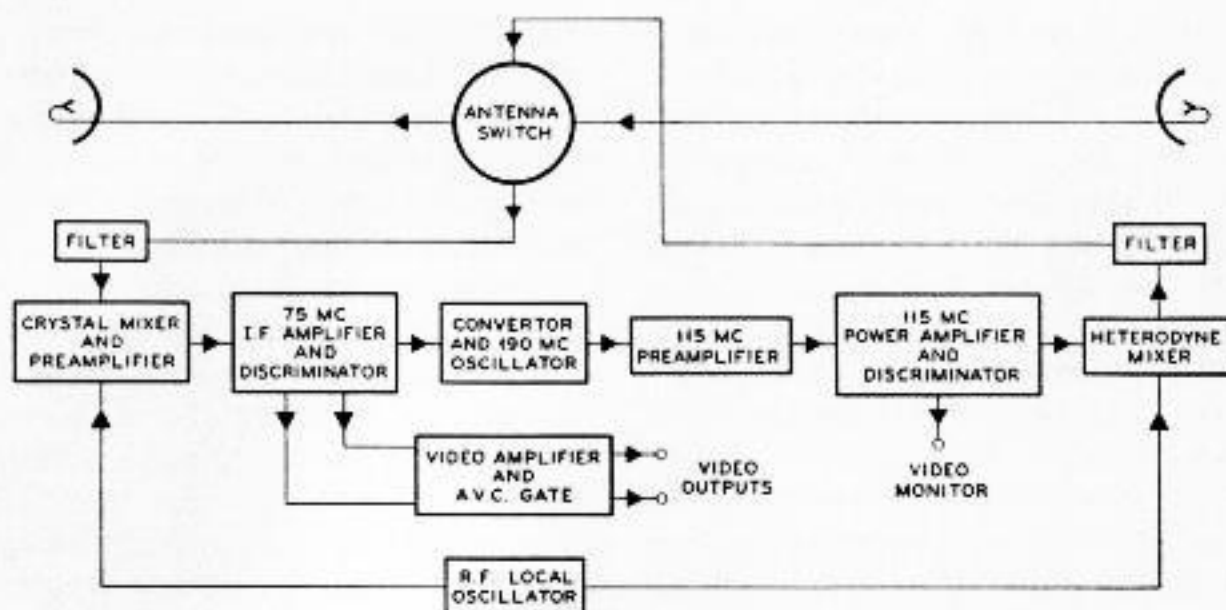 ANTENNA
SWITCH
FILTER
FILTER
CRYSTAL MIXER
AND
PREAMPLIFIER
75 MC
I.F. AMPLIFIER
AND
DISCRIMINATOR
CONVERTOR
AND 190 MC
OSCILLATOR
115 MC
PREAMPLIFIER
115 MC
POWER AMPLIFIER
AND
DISCRIMINATOR
HETERODYNE
MIXER
VIDEO AMPLIFIER
AND
A.V.C. GATE
VIDEO
OUTPUTS
VIDEO
MONITOR
R.F. LOCAL
OSCILLATOR